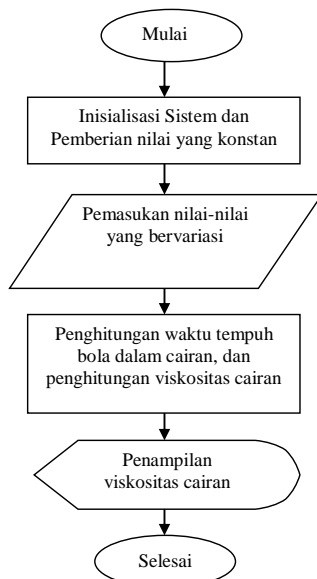 Mulai
Inisialisasi Sistem dan
Pemberian nilai yang konstan
Pemasukan nilai-nilai
yang bervariasi
Penghitungan waktu tempuh
bola dalam cairan, dan
penghitungan viskositas cairan
Penampilan
viskositas cairan
Selesai